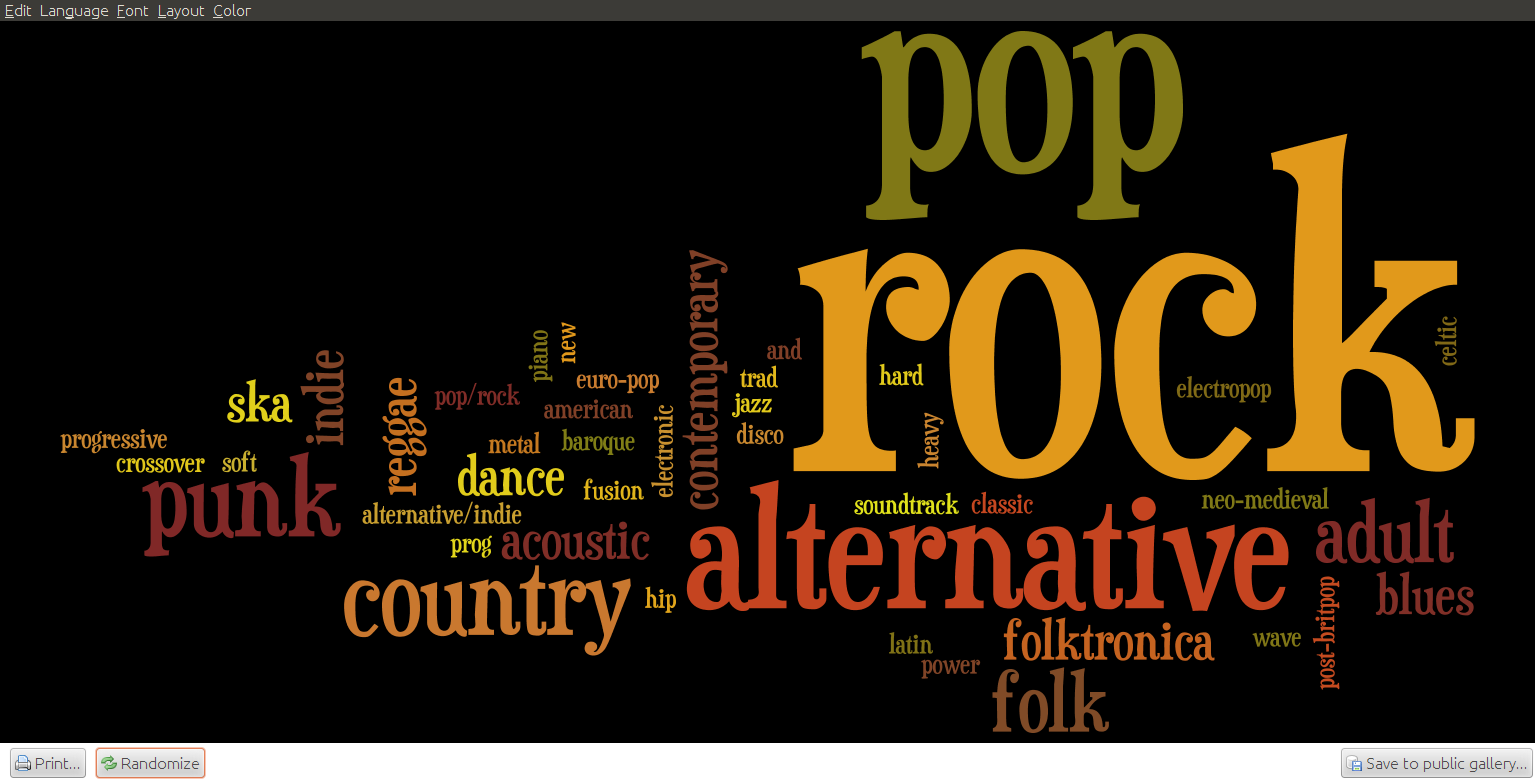 Edit Language Font Layout Color
pop
rock
celtic
contemporary
and
trad
jazz
disco
hard
heavy
electropop
piano
new
euro-pop
american
pop/rock
baroque
metal
electronic
dance
fusion
reggae
indie
ska
progressive
crossover soft
punk
alternative/indie
prog
acoustic
country
hip
soundtrack classic
neo-medieval
alternative
adult
blues
post-britpop
folktronica
wave
latin
power
folk
Print... Randomize Save to public gallery...